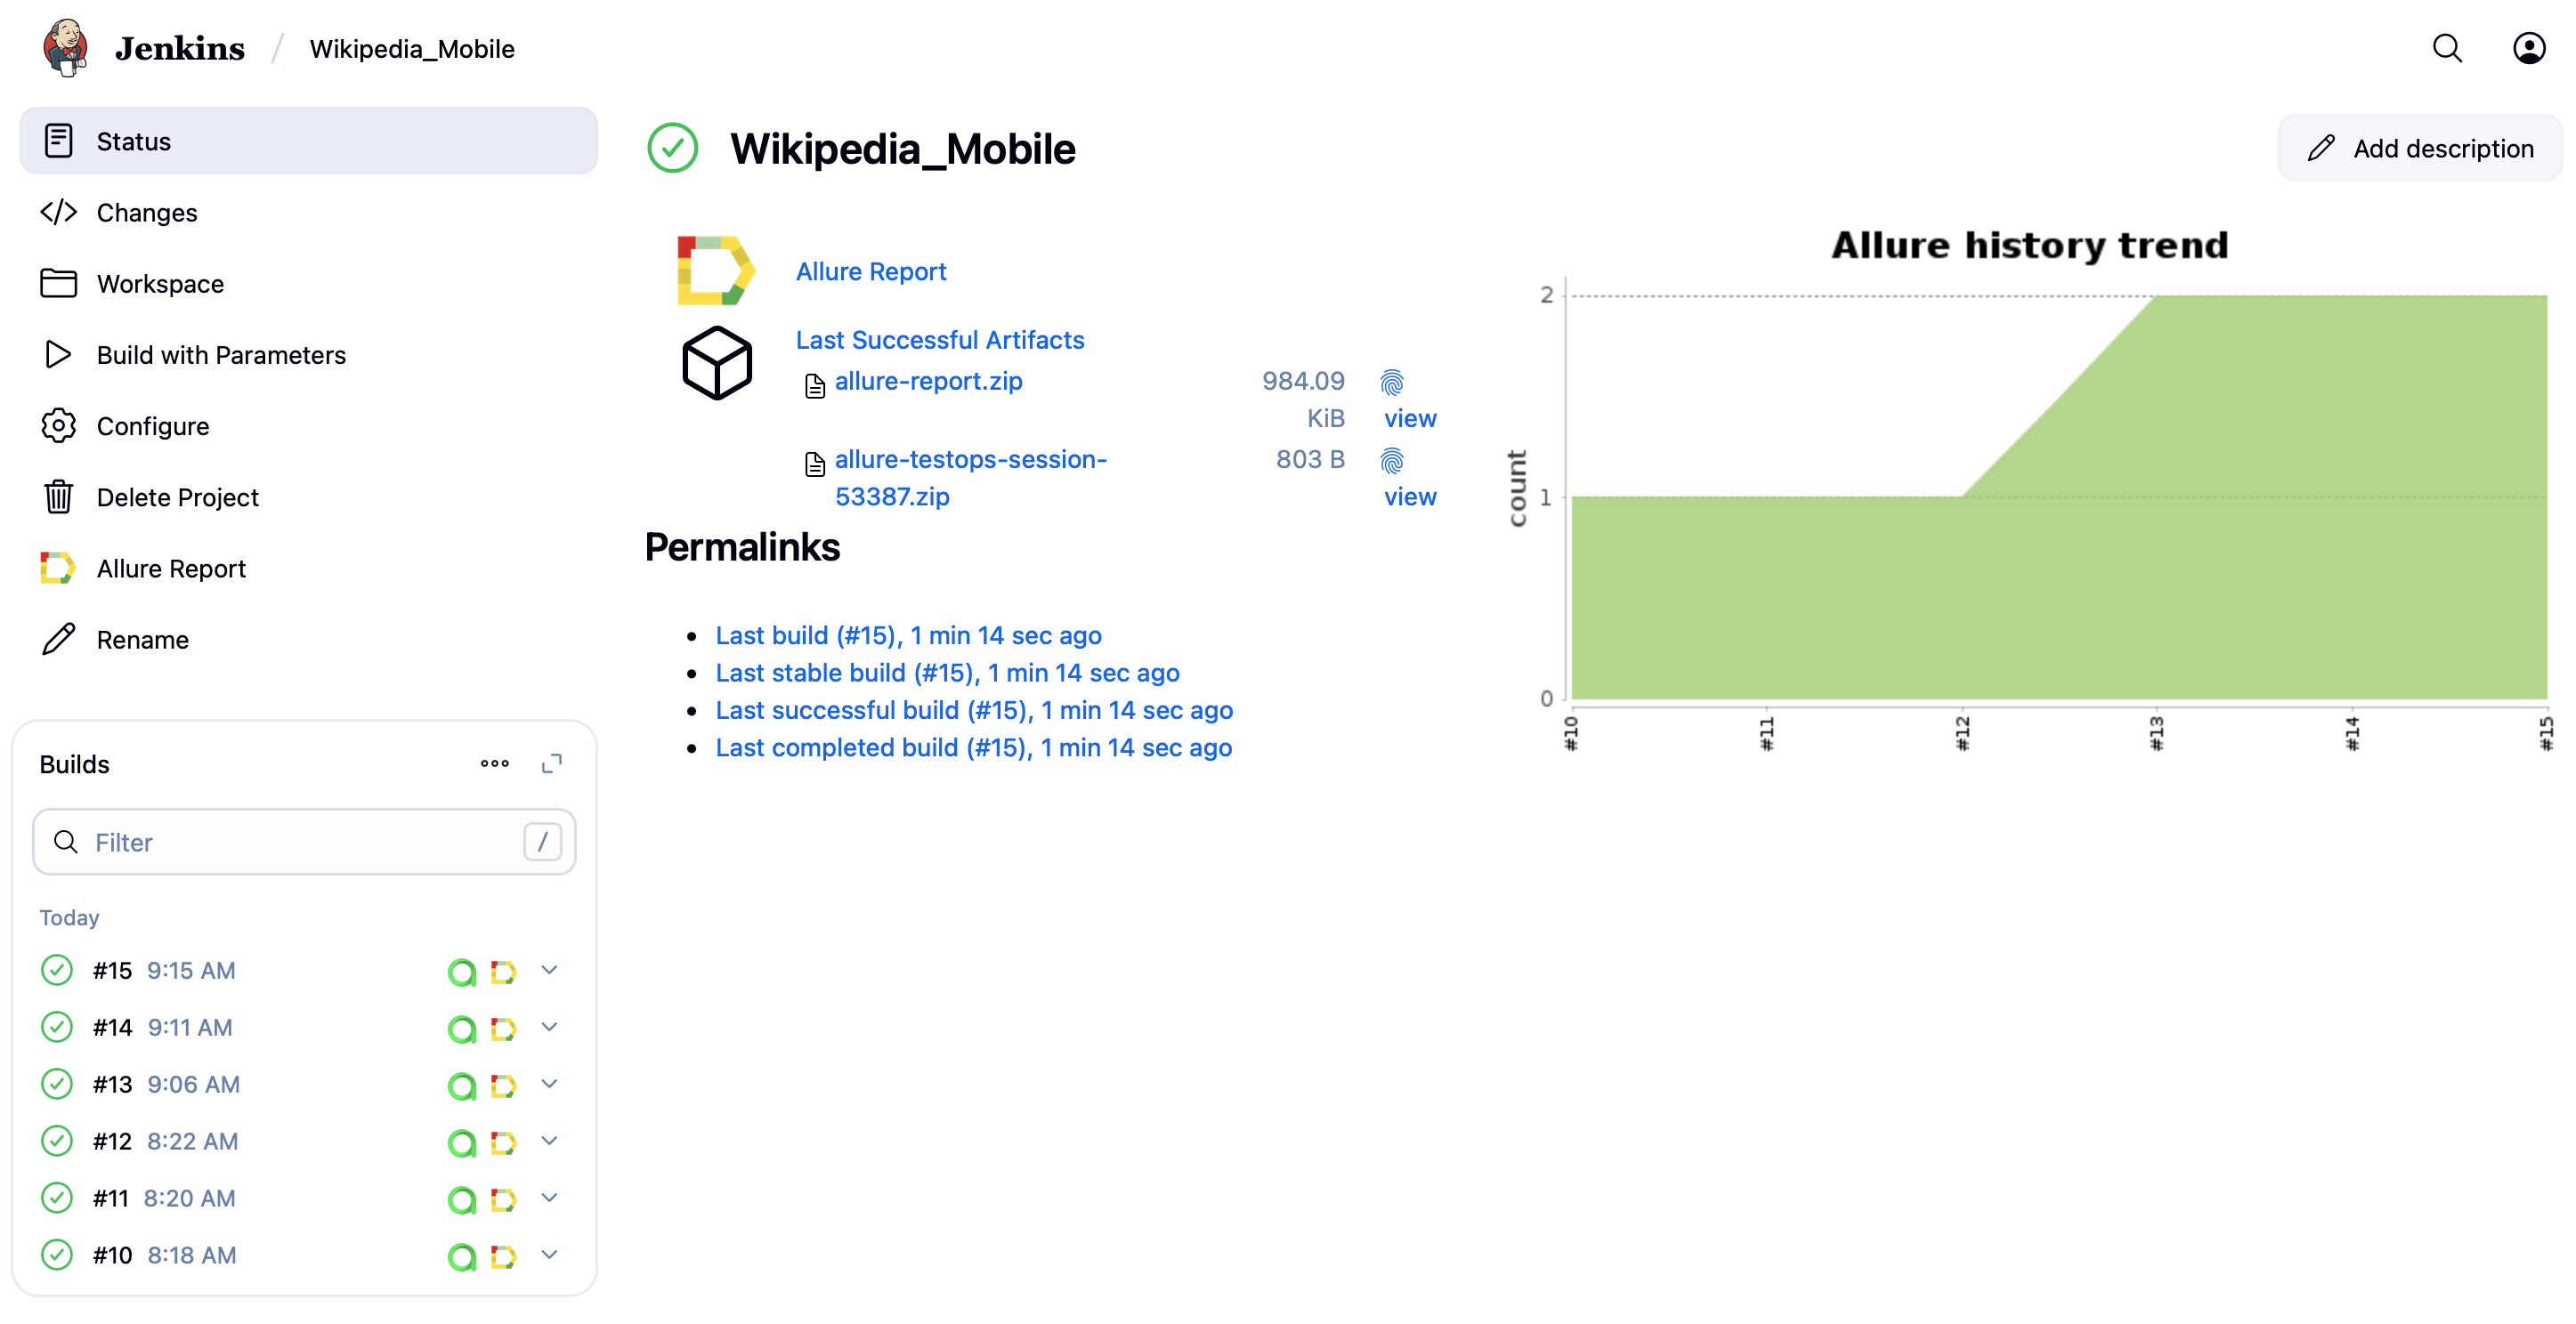 Jenkins / Wikipedia_Mobile
Status
Changes
Workspace
Build with Parameters
Configure
Delete Project
Allure Report
Rename
Builds
Filter /
Today
#15 9:15 AM
#14 9:11 AM
#13 9:06 AM
#12 8:22 AM
#11 8:20 AM
#10 8:18 AM
Wikipedia_Mobile
Add description
Allure Report
Last Successful Artifacts
allure-report.zip 984.09
KiB view
allure-testops-session- 803 B
53387.zip view
Permalinks
Last build (#15), 1 min 14 sec ago
Last stable build (#15), 1 min 14 sec ago
Last successful build (#15), 1 min 14 sec ago
Last completed build (#15), 1 min 14 sec ago
Allure history trend
count
2
1
0
#10 #11 #12 #13 #14 #15